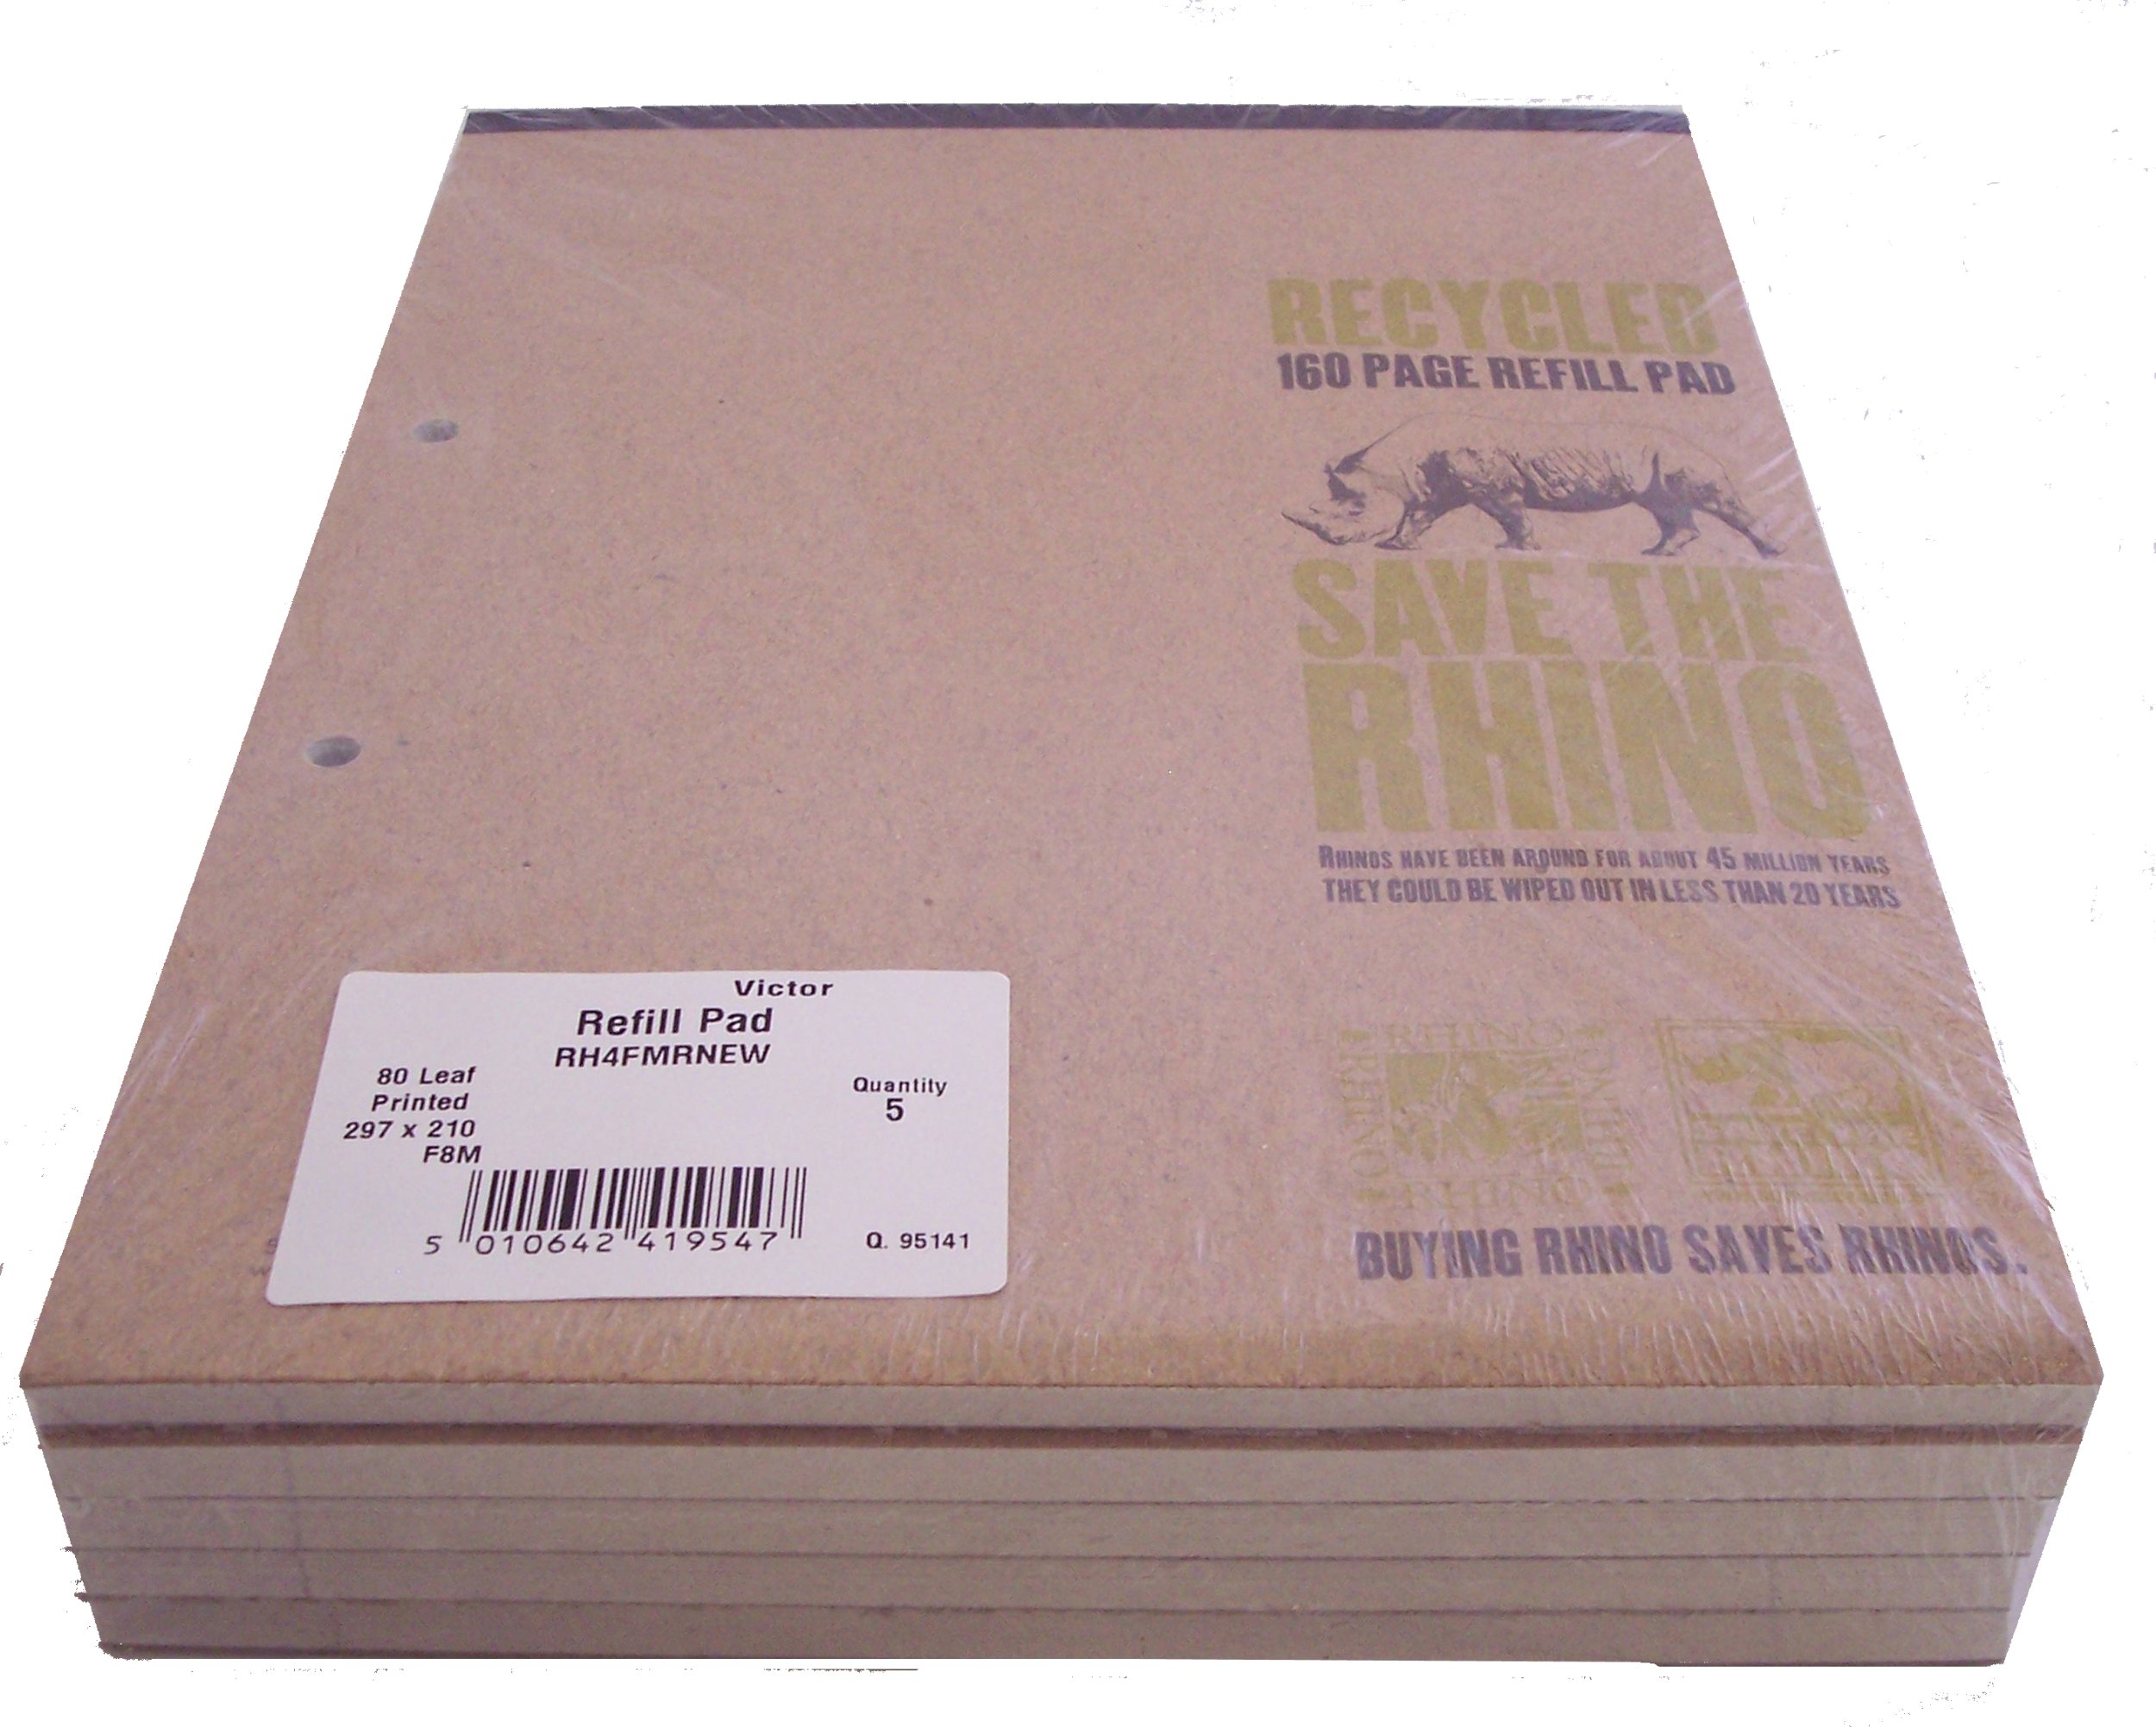 RECYCLED
160 PAGE REFILL PAD
SAVE THE
RHINO
RHINOS HAVE BEEN AROUND FOR ABOUT 45 MILLION YEARS
THEY COULD BE WIPED OUT IN LESS THAN 20 YEARS
RHINO
RHINO
BUYING RHINO SAVES RHINOS.
Victor
Refill Pad
RH4FMRNEW
80 Leaf
Printed
297 x 210
F8M
Quantity
5
5 010642 419547
Q. 95141